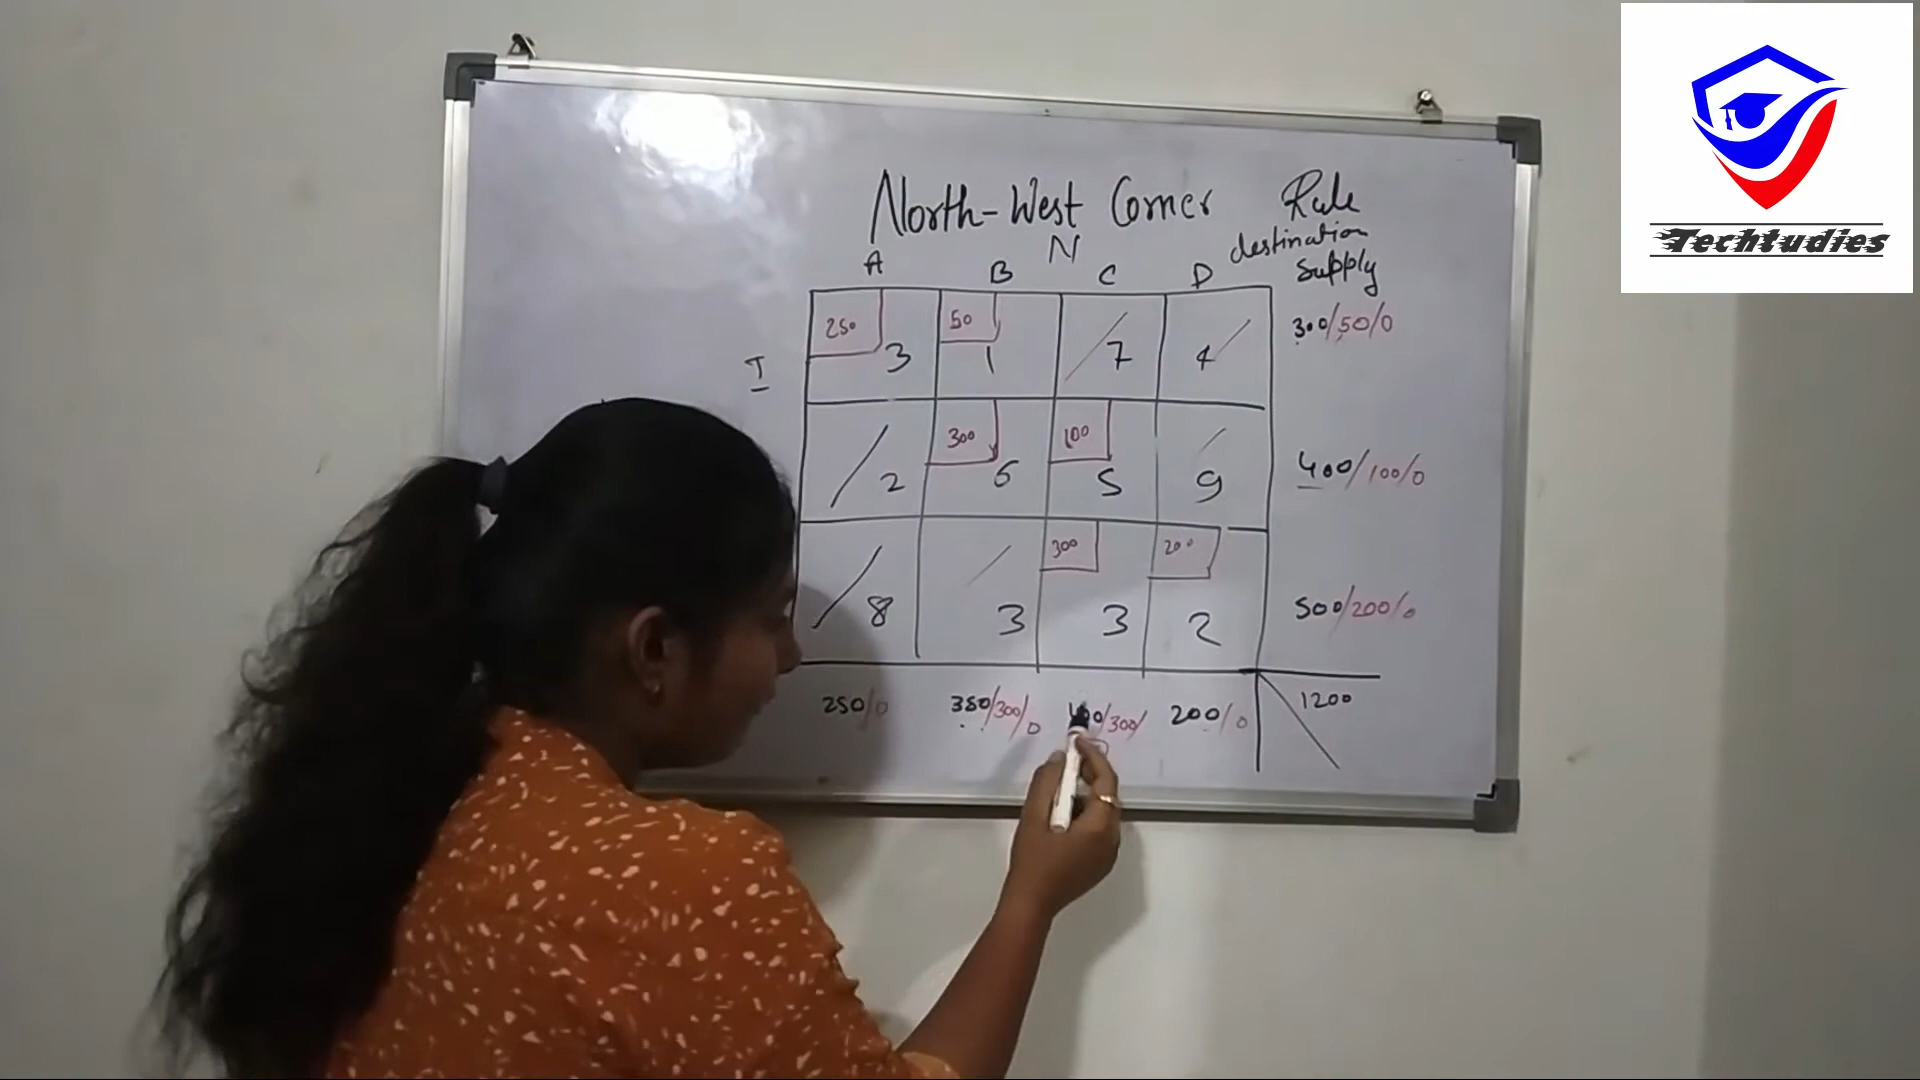 Techtudies
North-West Corner Rule
N
destination
A B C D supply
I
250 3 50 1 7 4 300/50/0
2 300 6 100 5 9 400/100/0
8 3 300 3 200 2 500/200/0
250/0 350/300/0 /300/ 200/0 1200